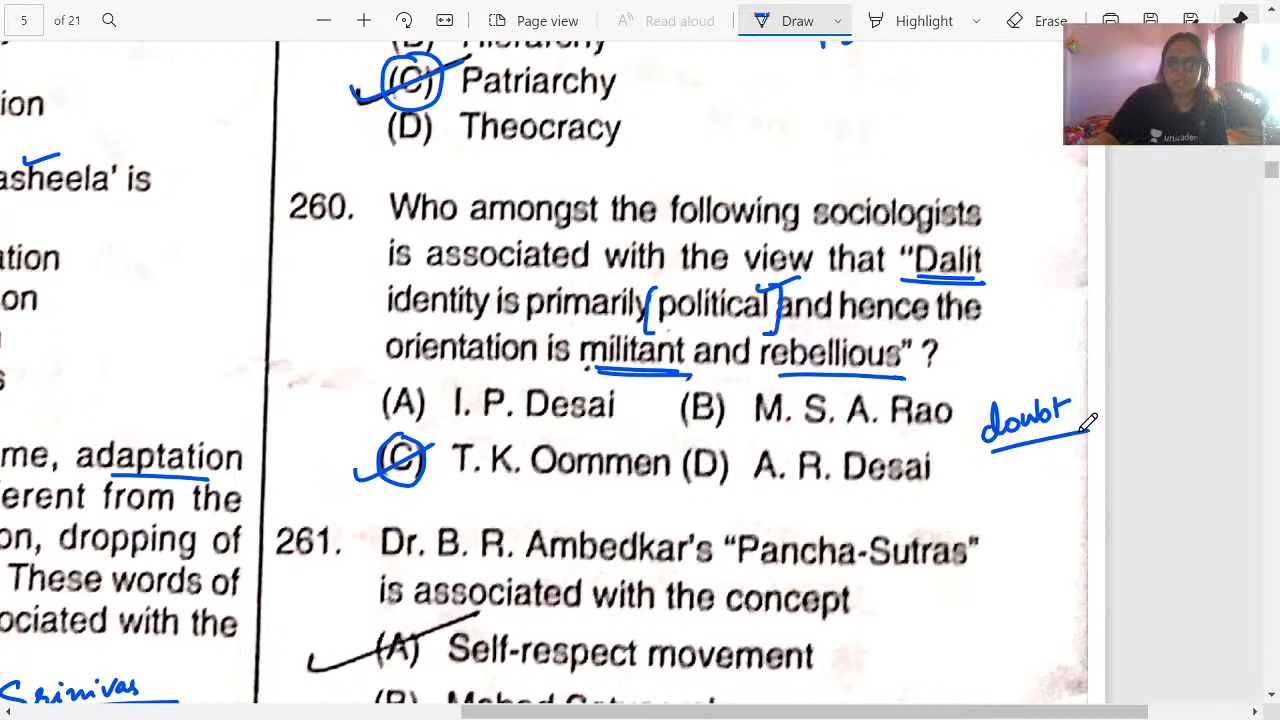 5 of 21
Page view
Read aloud
Draw
Highlight
Erase
ion
asheela' is
ation
on
s
me, adaptation
erent from the
on, dropping of
These words of
ociated with the
Srinivas
(C) Patriarchy
(D) Theocracy
260. Who amongst the following sociologists
is associated with the view that "Dalit
identity is primarily [political] and hence the
orientation is militant and rebellious" ?
(A) I. P. Desai (B) M. S. A. Rao
(C) T. K. Oommen (D) A. R. Desai
doubt
261. Dr. B. R. Ambedkar's "Pancha-Sutras"
is associated with the concept
(A) Self-respect movement